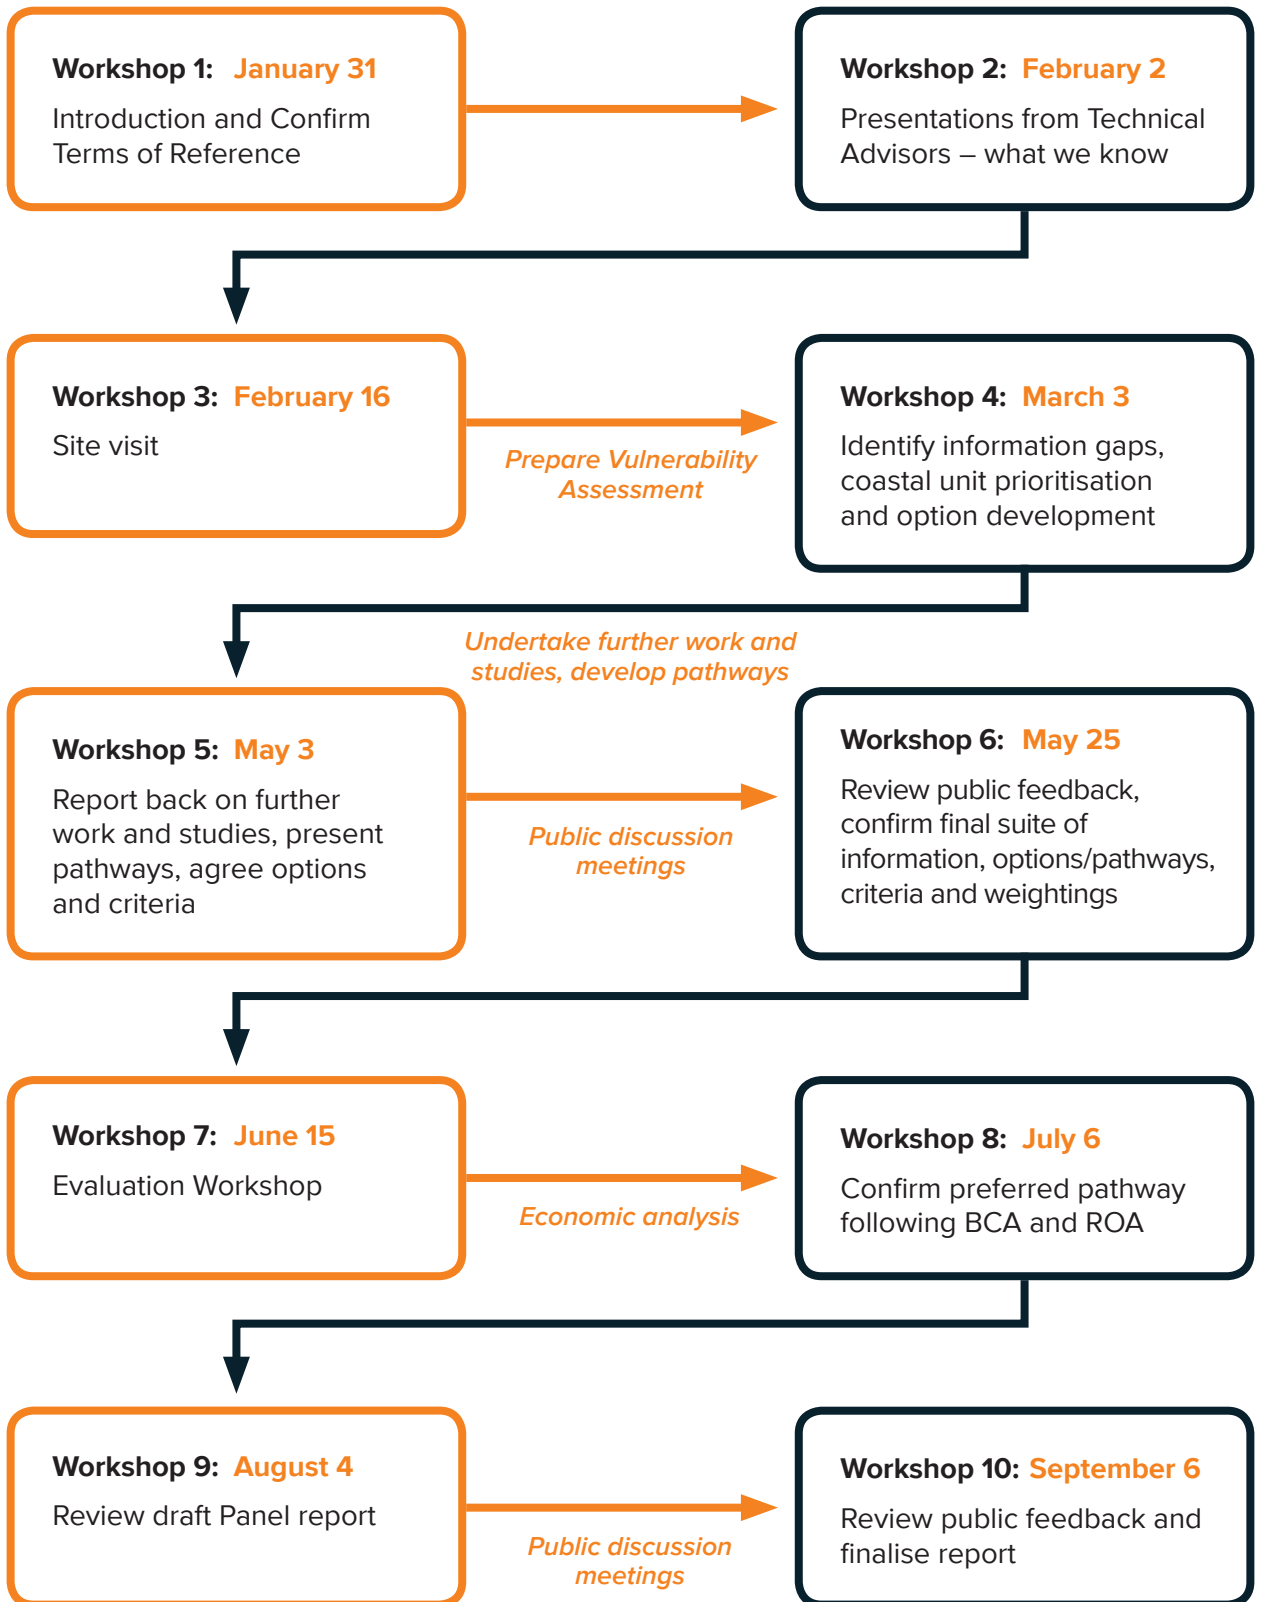 Workshop 1: January 31
Introduction and Confirm
Terms of Reference
Workshop 2: February 2
Presentations from Technical
Advisors – what we know
Workshop 3: February 16
Site visit
Prepare Vulnerability
Assessment
Workshop 4: March 3
Identify information gaps,
coastal unit prioritisation
and option development
Undertake further work and
studies, develop pathways
Workshop 5: May 3
Report back on further
work and studies, present
pathways, agree options
and criteria
Public discussion
meetings
Workshop 6: May 25
Review public feedback,
confirm final suite of
information, options/pathways,
criteria and weightings
Workshop 7: June 15
Evaluation Workshop
Economic analysis
Workshop 8: July 6
Confirm preferred pathway
following BCA and ROA
Workshop 9: August 4
Review draft Panel report
Public discussion
meetings
Workshop 10: September 6
Review public feedback and
finalise report